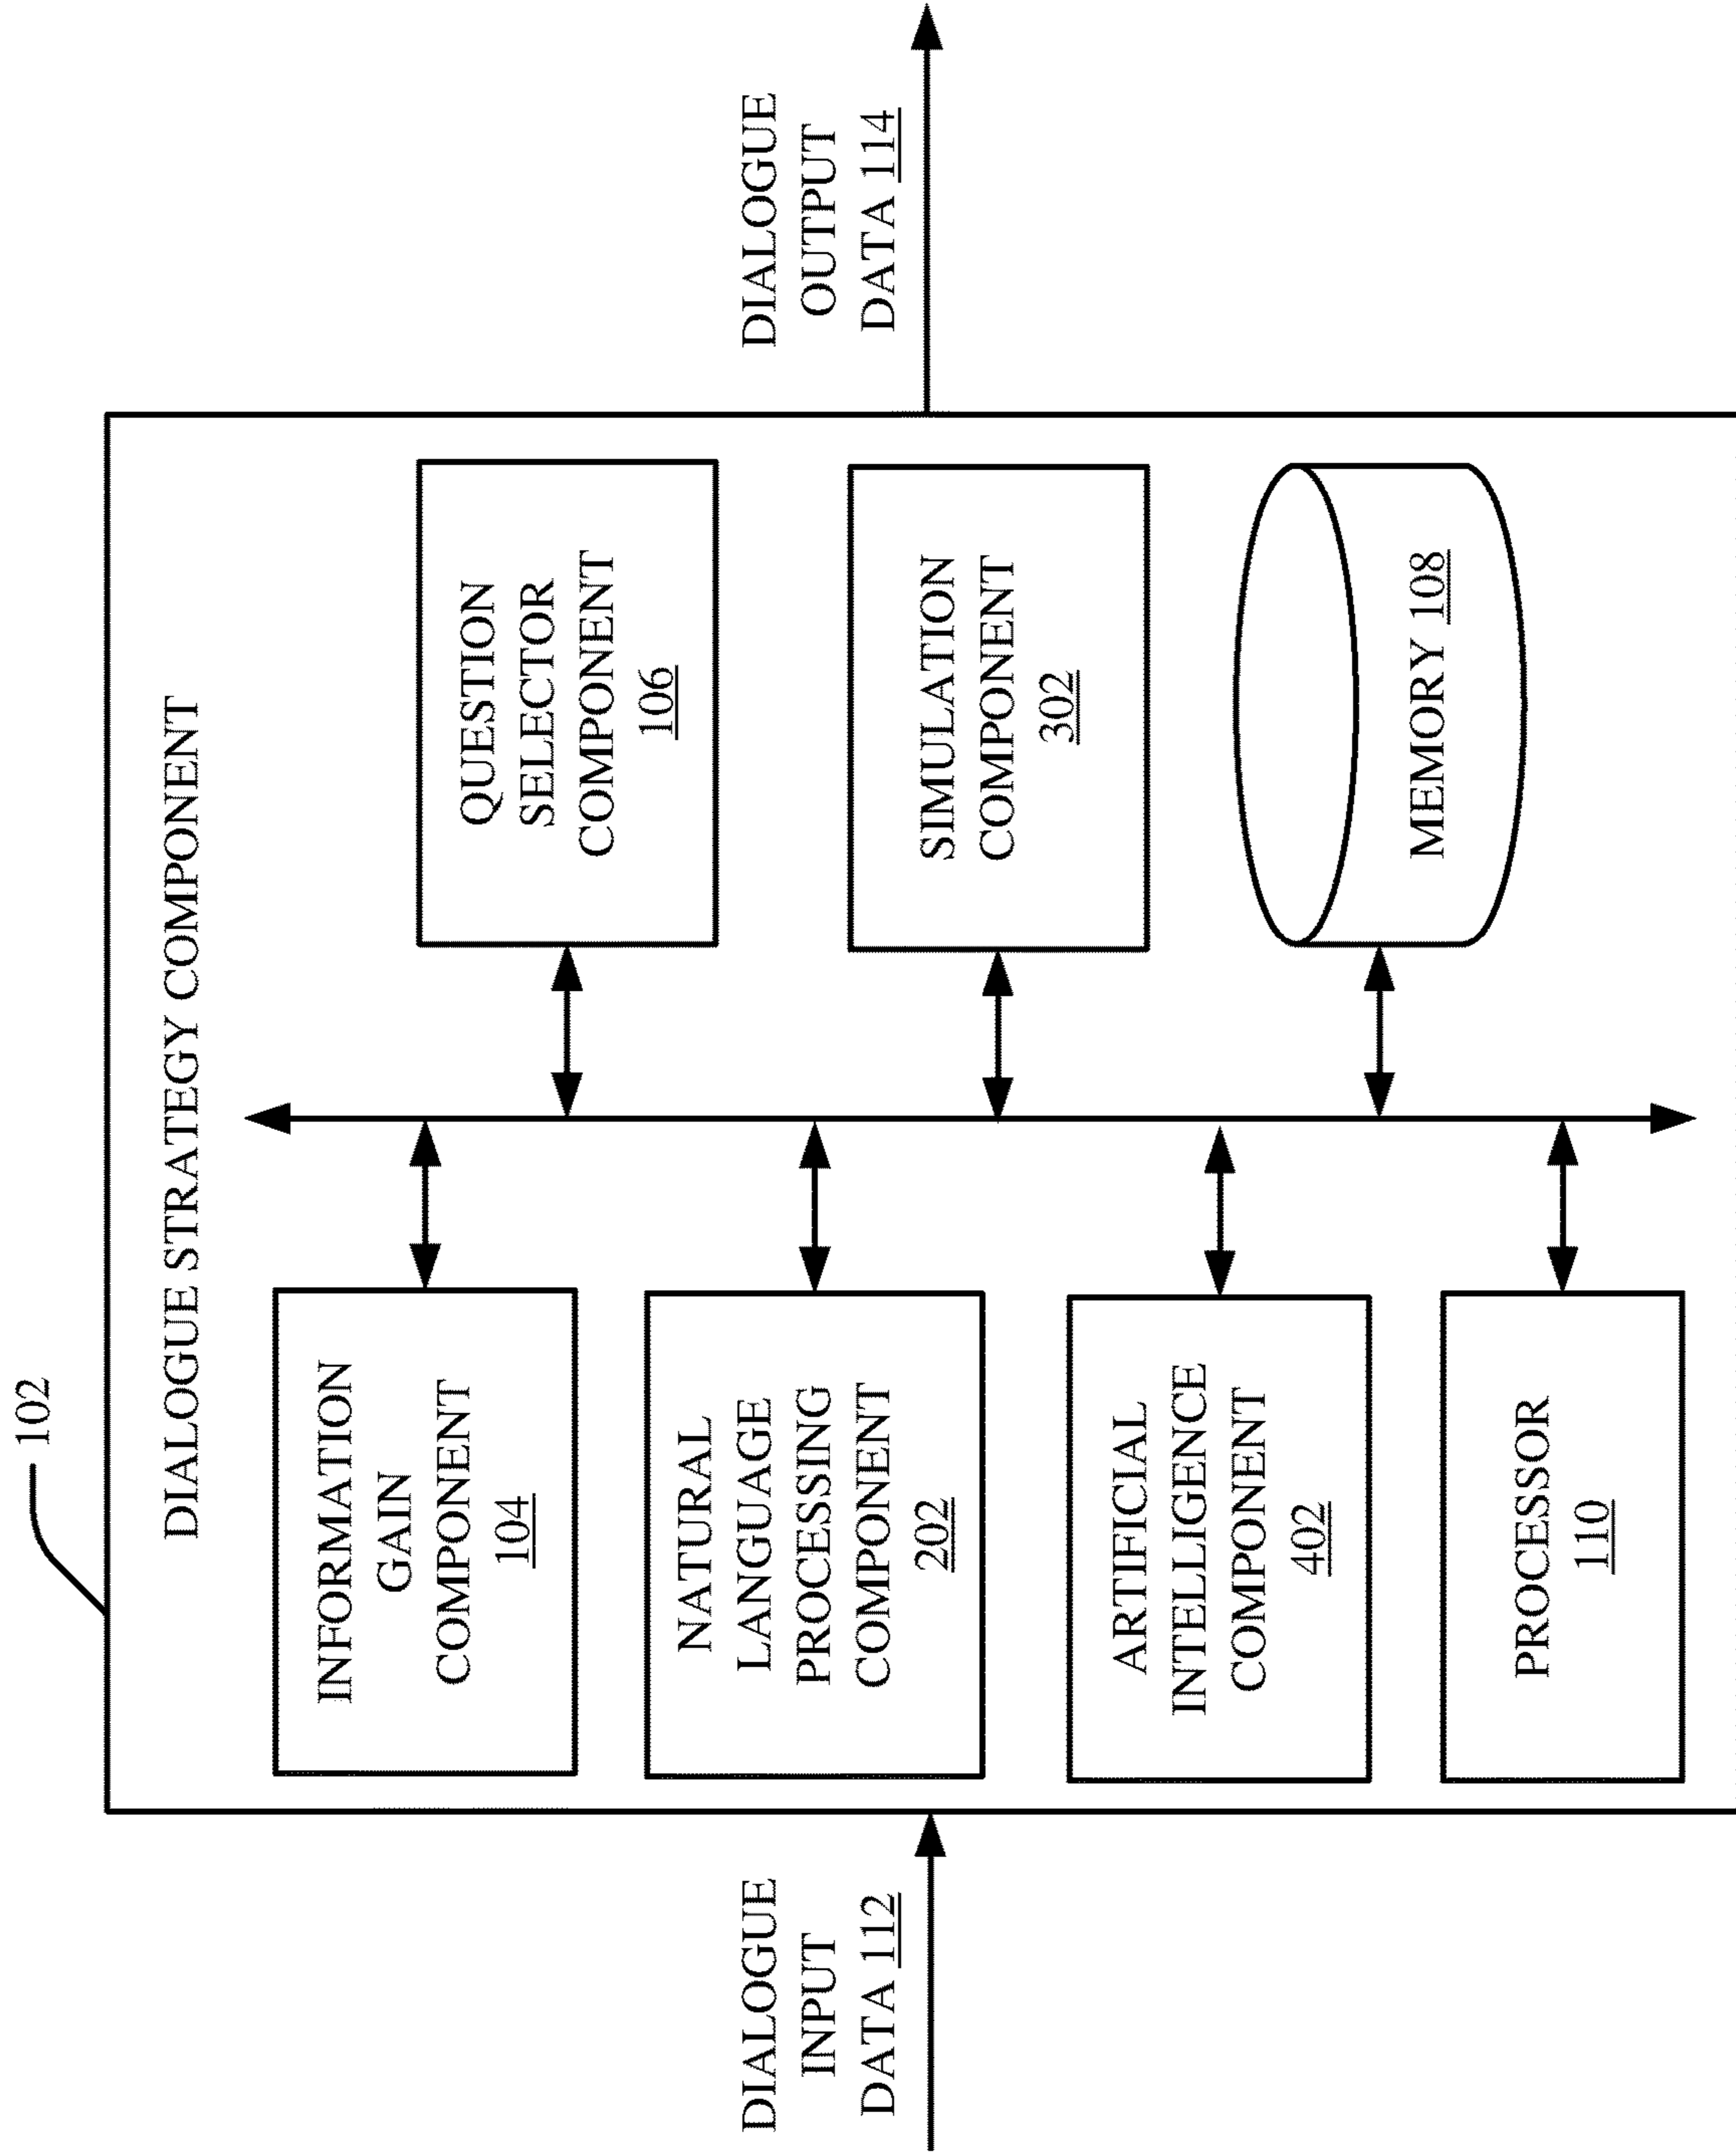 102
DIALOGUE STRATEGY COMPONENT
DIALOGUE
INPUT
DATA 112
INFORMATION
GAIN
COMPONENT
104
NATURAL
LANGUAGE
PROCESSING
COMPONENT
202
ARTIFICIAL
INTELLIGENCE
COMPONENT
402
PROCESSOR
110
QUESTION
SELECTOR
COMPONENT
106
SIMULATION
COMPONENT
302
MEMORY 108
DIALOGUE
OUTPUT
DATA 114